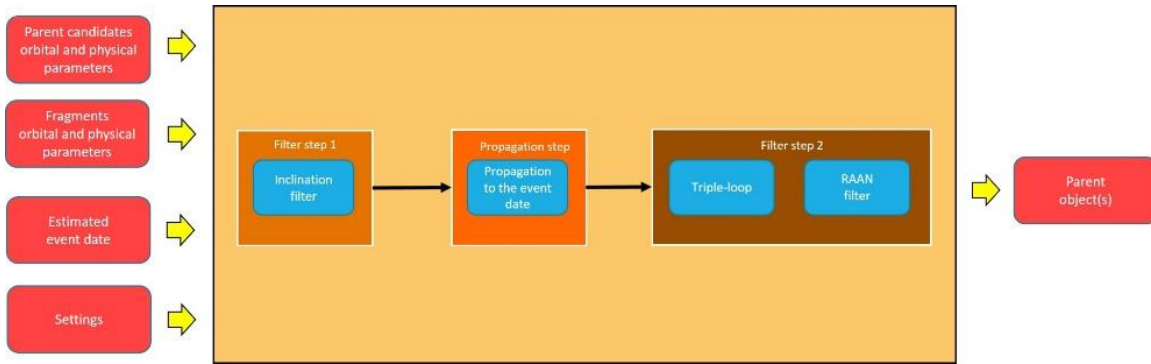 Parent candidates
orbital and physical
parameters
Fragments
orbital and physical
parameters
Estimated
event date
Settings
Filter step 1
Inclination
filter
Propagation step
Propagation
to the event
date
Filter step 2
Triple-loop
RAAN
filter
Parent
object(s)